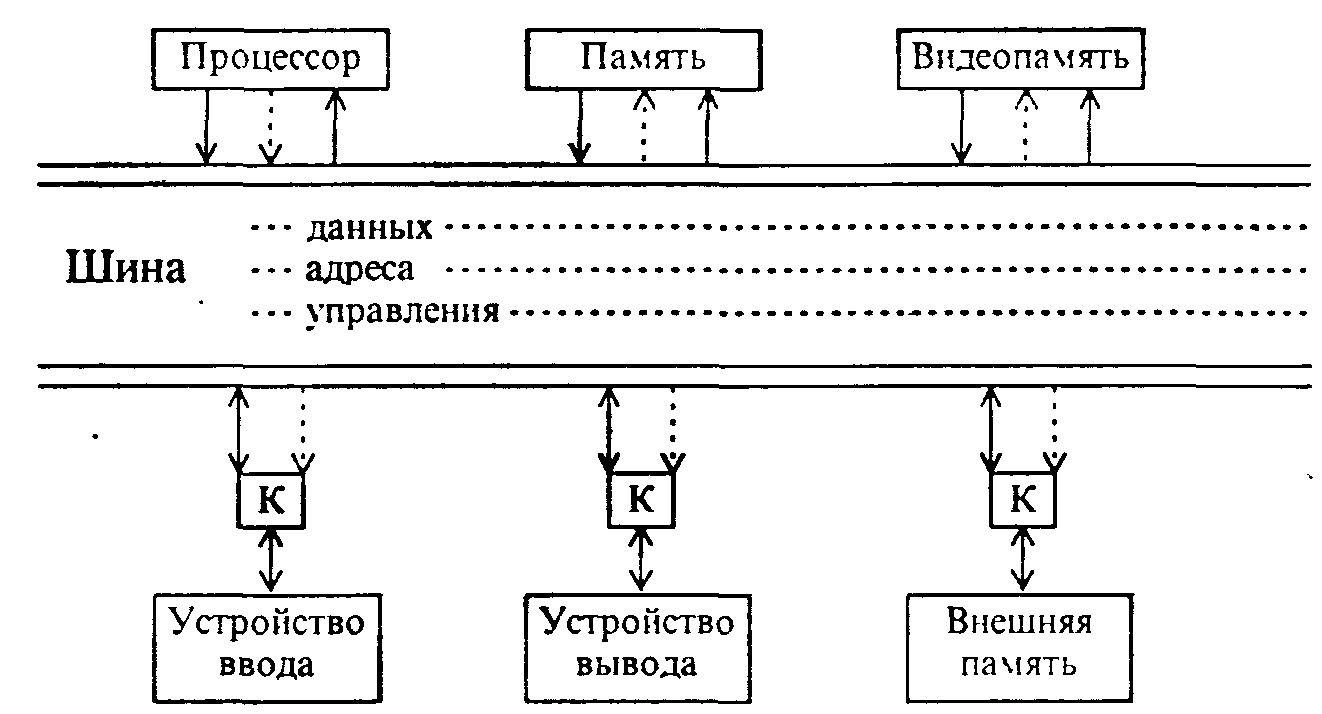 Процессор Память Видеопамять
··· данных
Шина ··· адреса
··· управления
К К К
Устройство Устройство Внешняя
ввода вывода память